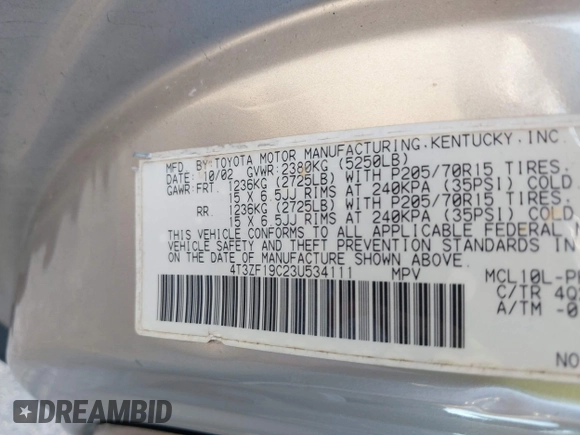 MFD. BY:TOYOTA MOTOR MANUFACTURING.KENTUCKY.INC
DATE: 10/02 GVWR:2380KG (5250LB)
GAWR:FRT. 1236KG (2725LB) WITH P205/70R15 TIRES.
15 X 6.5JJ RIMS AT 240KPA (35PSI) COLD
RR. 1236KG (2725LB) WITH P205/70R15 TIRES.
15 X 6.5JJ RIMS AT 240KPA (35PSI) COLD.
THIS VEHICLE CONFORMS TO ALL APPLICABLE FEDERAL M
VEHICLE SAFETY AND THEFT PREVENTION STANDARDS IN
ON DATE OF MANUFACTURE SHOWN ABOVE.
4T3ZF19C23U534111 MPV MCL10L-P
C/TR 4Q
A/TM -0
NO
DREAMBID